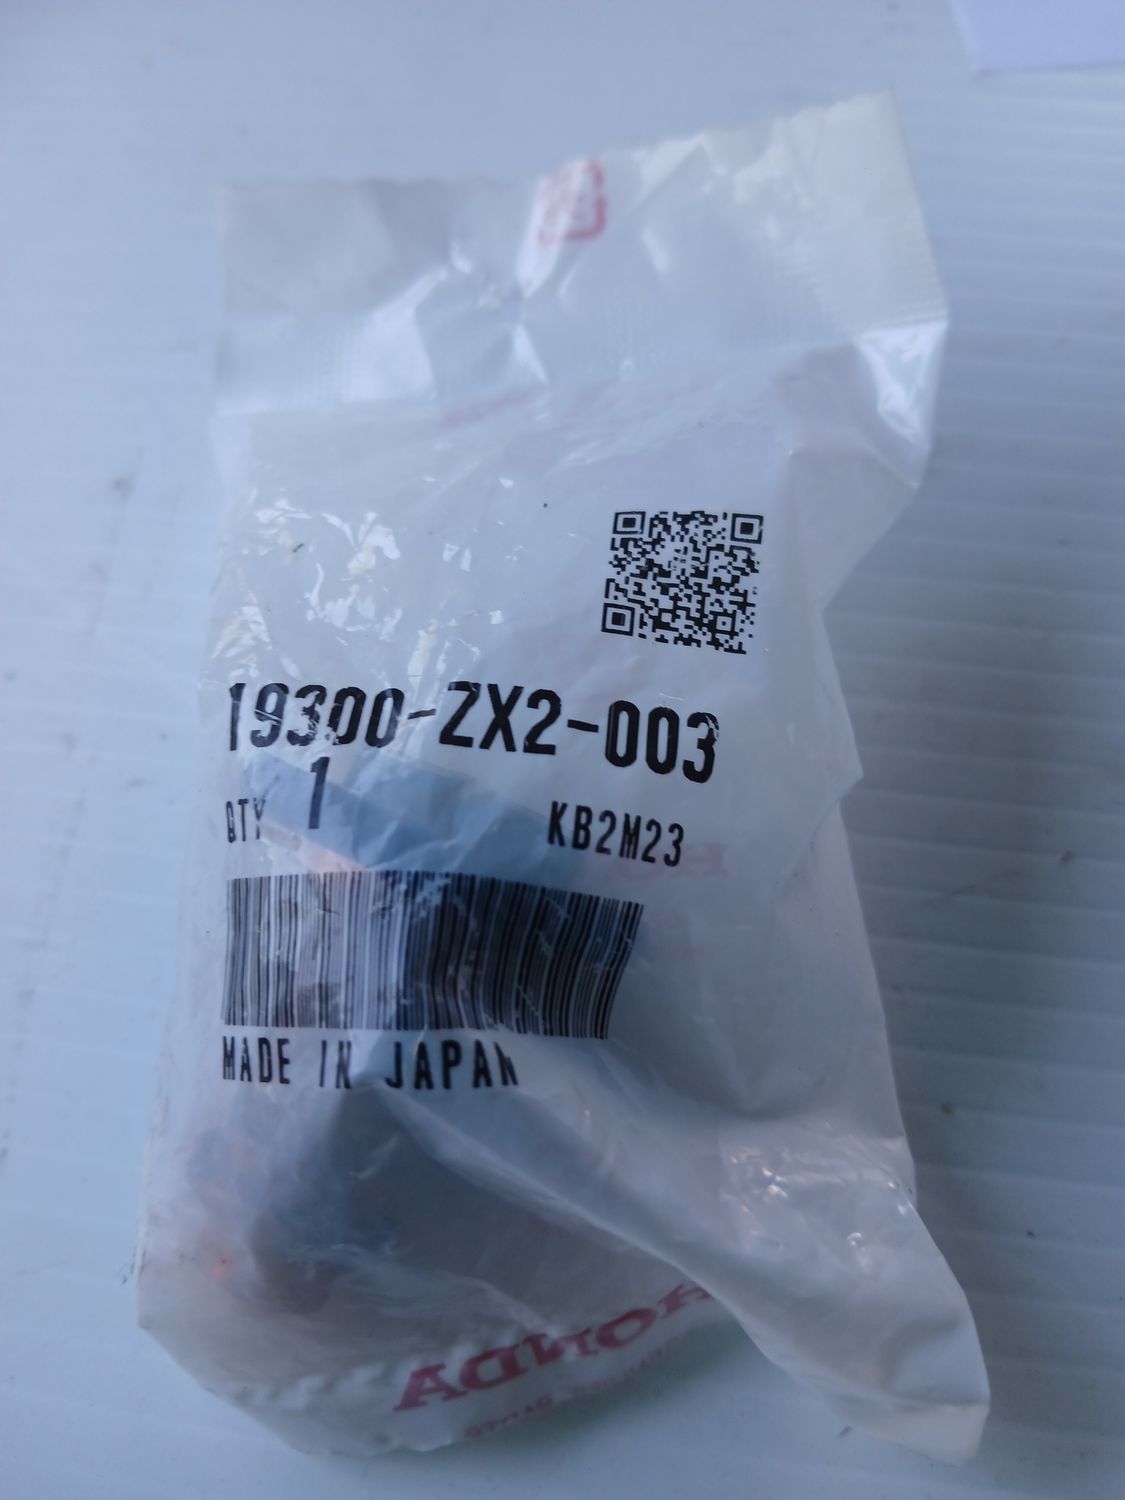 19300-ZX2-003
QTY 1
KB2M23
MADE IN JAPAN
HONDA